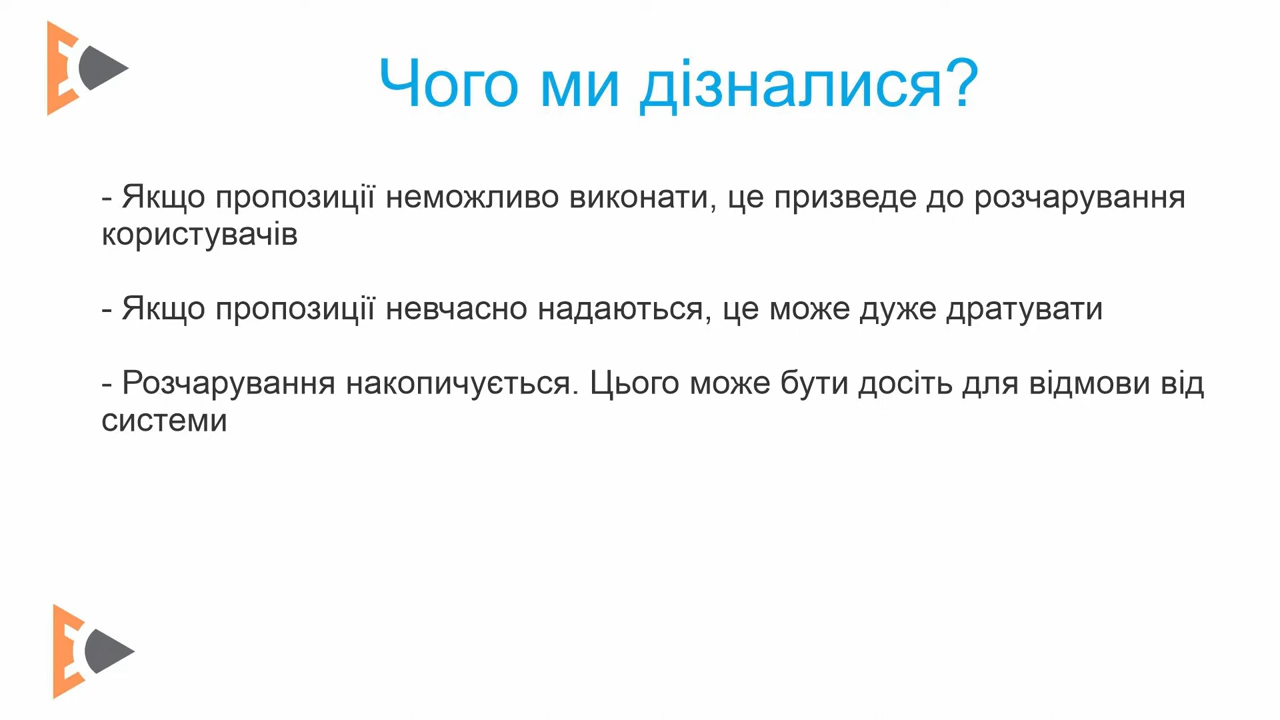 Чого ми дізналися?
- Якщо пропозиції неможливо виконати, це призведе до розчарування
користувачів
- Якщо пропозиції невчасно надаються, це може дуже дратувати
- Розчарування накопичується. Цього може бути досіть для відмови від
системи